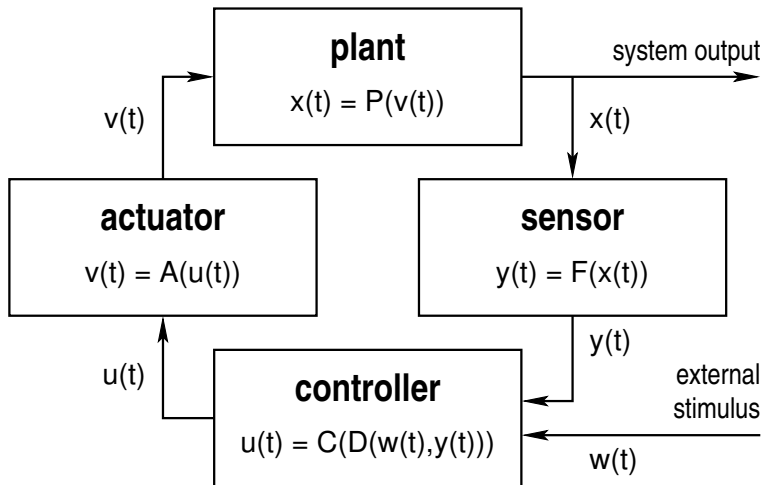 plant
x(t) = P(v(t))
system output
v(t)
x(t)
actuator
v(t) = A(u(t))
sensor
y(t) = F(x(t))
u(t)
y(t)
controller
u(t) = C(D(w(t),y(t)))
external
stimulus
w(t)